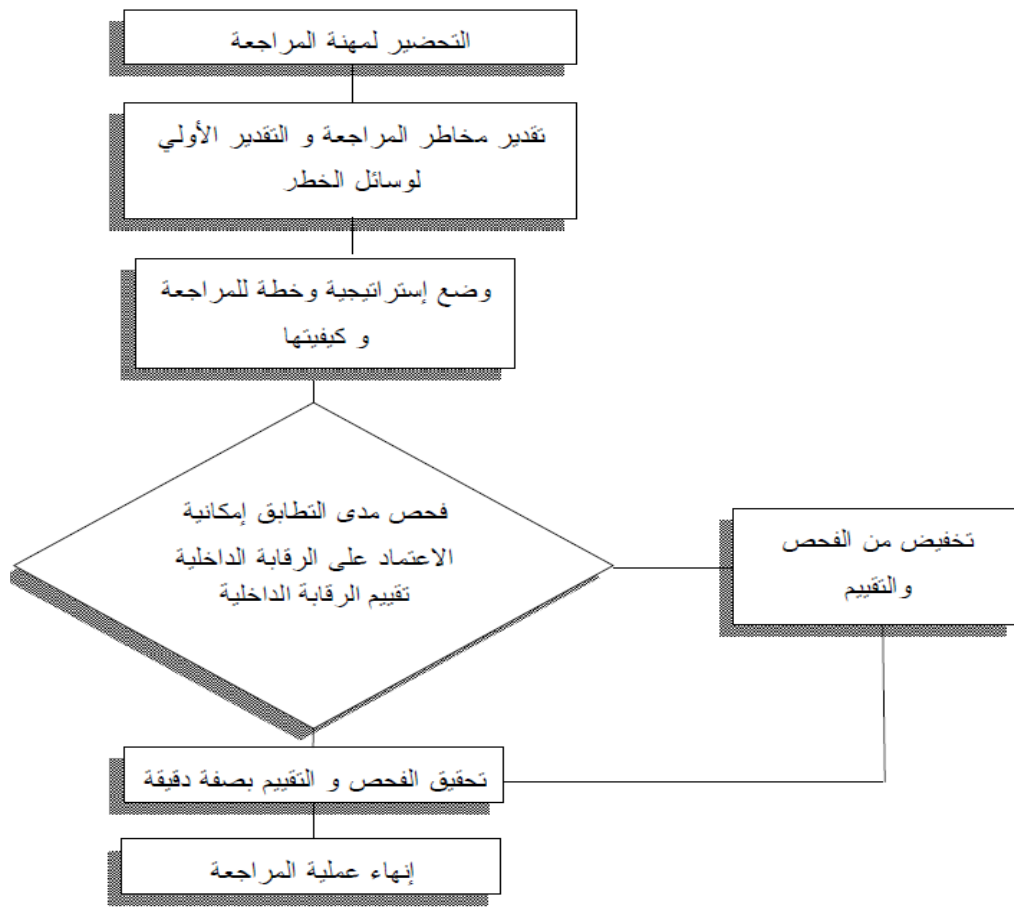 التحضير لمهنة المراجعة
تقدير مخاطر المراجعة و التقدير الأولي
لوسائل الخطر
وضع إستراتيجية وخطة للمراجعة
و كيفيتها
فحص مدى التطابق إمكانية
الاعتماد على الرقابة الداخلية
تقييم الرقابة الداخلية
تخفيض من الفحص
والتقييم
تحقيق الفحص و التقييم بصفة دقيقة
إنهاء عملية المراجعة